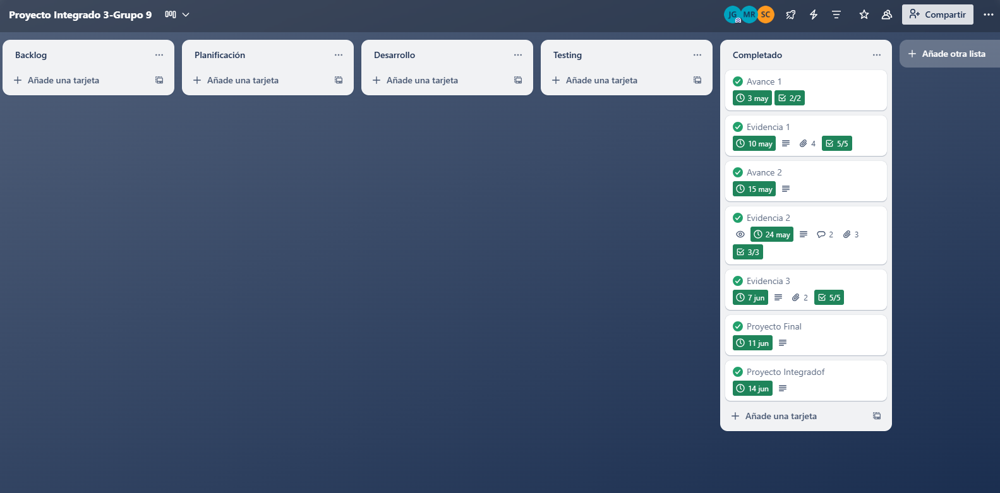 Proyecto Integrado 3-Grupo 9
JG MR SC
Compartir
Backlog
Añade una tarjeta
Planificación
Añade una tarjeta
Desarrollo
Añade una tarjeta
Testing
Añade una tarjeta
Completado
Avance 1
3 may 2/2
Evidencia 1
10 may 4 5/5
Avance 2
15 may
Evidencia 2
24 may 2 3
3/3
Evidencia 3
7 jun 2 5/5
Proyecto Final
11 jun
Proyecto Integradof
14 jun
Añade una tarjeta
Añade otra lista